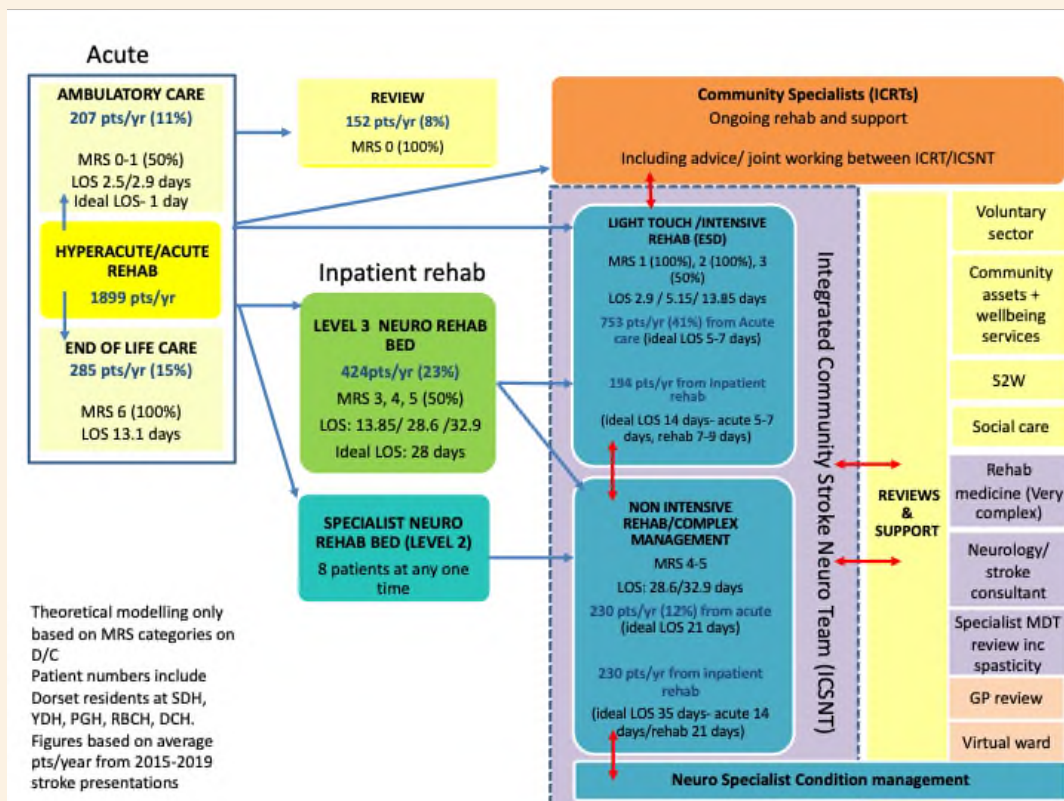 Acute
AMBULATORY CARE
207 pts/yr (11%)
MRS 0-1 (50%)
LOS 2.5/2.9 days
Ideal LOS- 1 day
HYPERACUTE/ACUTE
REHAB
1899 pts/yr
END OF LIFE CARE
285 pts/yr (15%)
MRS 6 (100%)
LOS 13.1 days
Theoretical modelling only
based on MRS categories on
D/C
Patient numbers include
Dorset residents at SDH,
YDH, PGH, RBCH, DCH.
Figures based on average
pts/year from 2015-2019
stroke presentations
REVIEW
152 pts/yr (8%)
MRS 0 (100%)
Inpatient rehab
LEVEL 3 NEURO REHAB
BED
424pts/yr (23%)
MRS 3, 4, 5 (50%)
LOS: 13.85/ 28.6 /32.9
Ideal LOS: 28 days
SPECIALIST NEURO
REHAB BED (LEVEL 2)
8 patients at any one
time
Community Specialists (ICRTs)
Ongoing rehab and support
Including advice/ joint working between ICRT/ICSNT
LIGHT TOUCH /INTENSIVE
REHAB (ESD)
MRS 1 (100%), 2 (100%), 3
(50%)
LOS 2.9 / 5.15/ 13.85 days
753 pts/yr (41%) from Acute
care (ideal LOS 5-7 days)
194 pts/yr from inpatient
rehab
(ideal LOS 14 days- acute 5-7
days, rehab 7-9 days)
NON INTENSIVE
REHAB/COMPLEX
MANAGEMENT
MRS 4-5
LOS: 28.6/32.9 days
230 pts/yr (12%) from acute
(ideal LOS 21 days)
230 pts/yr from inpatient
rehab
(ideal LOS 35 days- acute 14
days/rehab 21 days)
Integrated Community Stroke Neuro Team (ICSNT)
Neuro Specialist Condition management
REVIEWS
&
SUPPORT
Voluntary
sector
Community
assets +
wellbeing
services
S2W
Social care
Rehab
medicine (Very
complex)
Neurology/
stroke
consultant
Specialist MDT
review inc
spasticity
GP review
Virtual ward